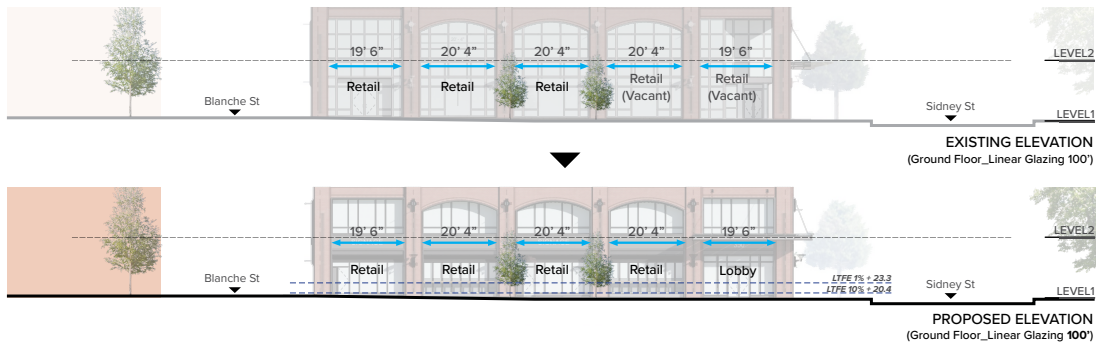 19' 6” 20' 4” 20' 4” 20' 4” 19' 6”
LEVEL2
Retail Retail Retail Retail (Vacant) Retail (Vacant)
Blanche St
Sidney St
LEVEL1
EXISTING ELEVATION
(Ground Floor_Linear Glazing 100')
19' 6” 20' 4” 20' 4” 20' 4” 19' 6”
LEVEL2
Retail Retail Retail Retail Lobby
Blanche St
LTFE 1% + 23.3
Sidney St
LTFE 10% + 20.4
LEVEL1
PROPOSED ELEVATION
(Ground Floor_Linear Glazing 100')